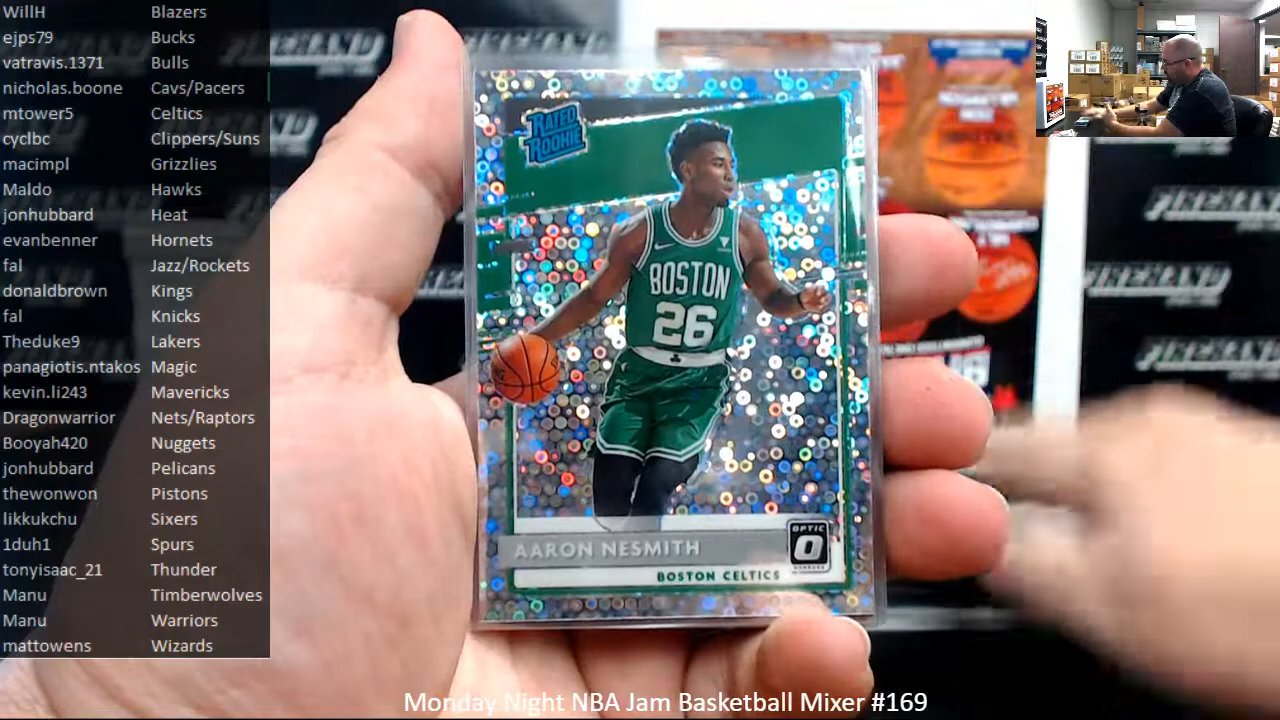 WillH Blazers
ejps79 Bucks
vatravis.1371 Bulls
nicholas.boone Cavs/Pacers
mtower5 Celtics
cyclbc Clippers/Suns
macimpl Grizzlies
Maldo Hawks
jonhubbard Heat
evanbenner Hornets
fal Jazz/Rockets
donaldbrown Kings
fal Knicks
Theduke9 Lakers
panagiotis.ntakos Magic
kevin.li243 Mavericks
Dragonwarrior Nets/Raptors
Booyah420 Nuggets
jonhubbard Pelicans
thewonwon Pistons
likkukchu Sixers
1duh1 Spurs
tonyisaac_21 Thunder
Manu Timberwolves
Manu Warriors
mattowens Wizards
RATED
ROOKIE
BOSTON
26
AARON NESMITH
OPTIC
BOSTON CELTICS
FIREHAND
Monday Night NBA Jam Basketball Mixer #169